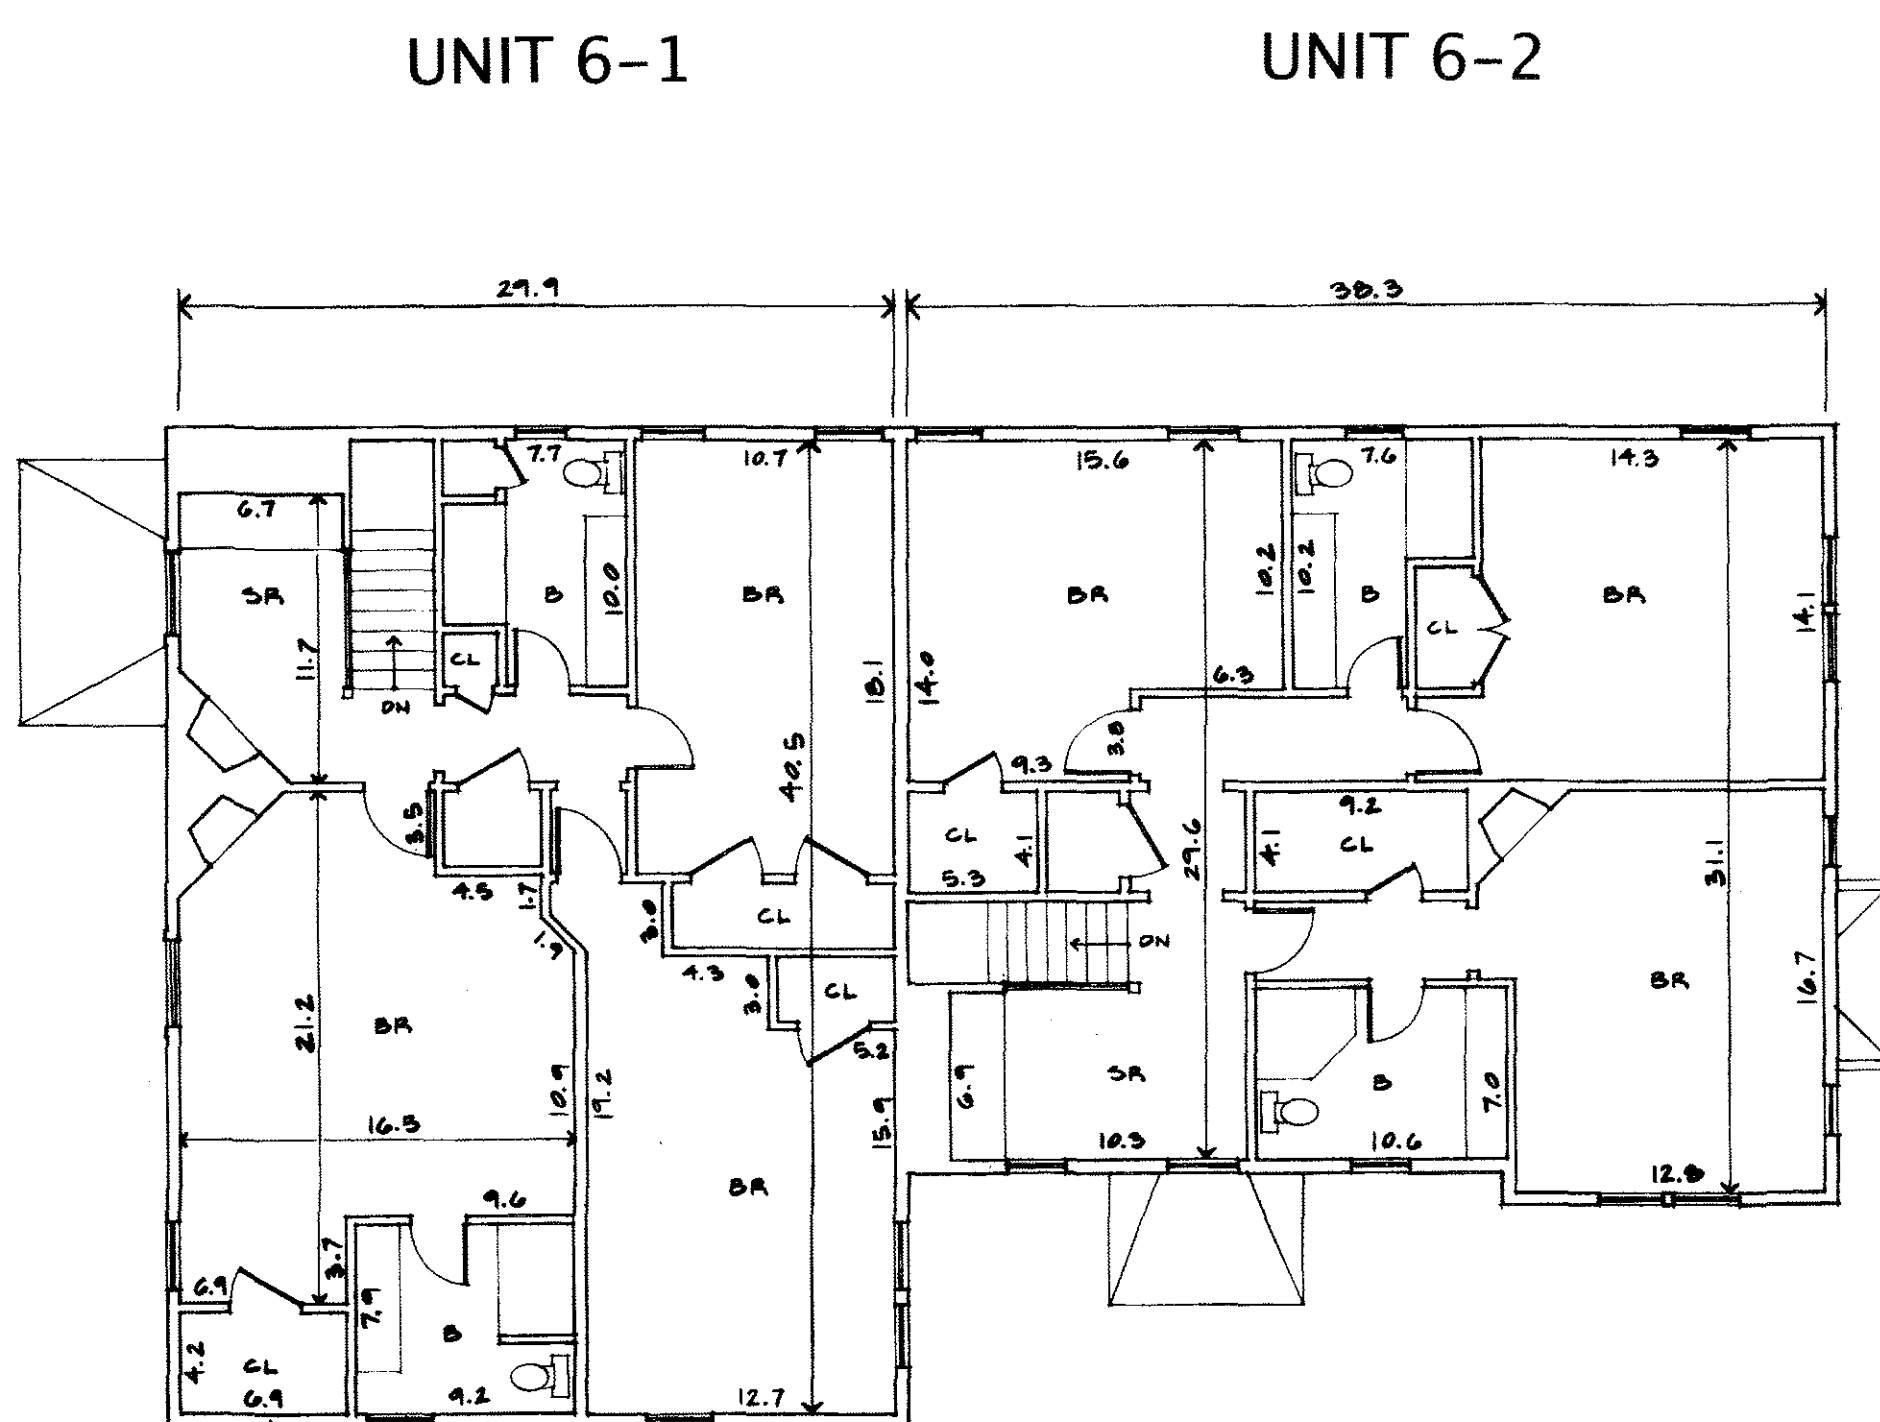 UNIT 6-1 UNIT 6-2
29.9 38.3
7.7 10.7 15.6 7.6 14.3
6.7
10.2 10.2
SR B 10.0 BR BR B BR 14.1
11.7 CL 18.1 14.0 CL
6.3
DN
3.8
40.5 9.3
3.5 9.2
CL 4.1 29.6 4.1 CL
4.5 1.7 5.3 31.1
3.0 CL
1.9 DN
4.3 3.0 CL BR 16.7
21.2 BR
5.2
10.9 19.2 6.9 SR B 7.0
16.5 15.9 10.3 10.6
BR 12.8
9.6
3.7
6.9
7.9 B
4.2 CL
6.9 9.2 12.7